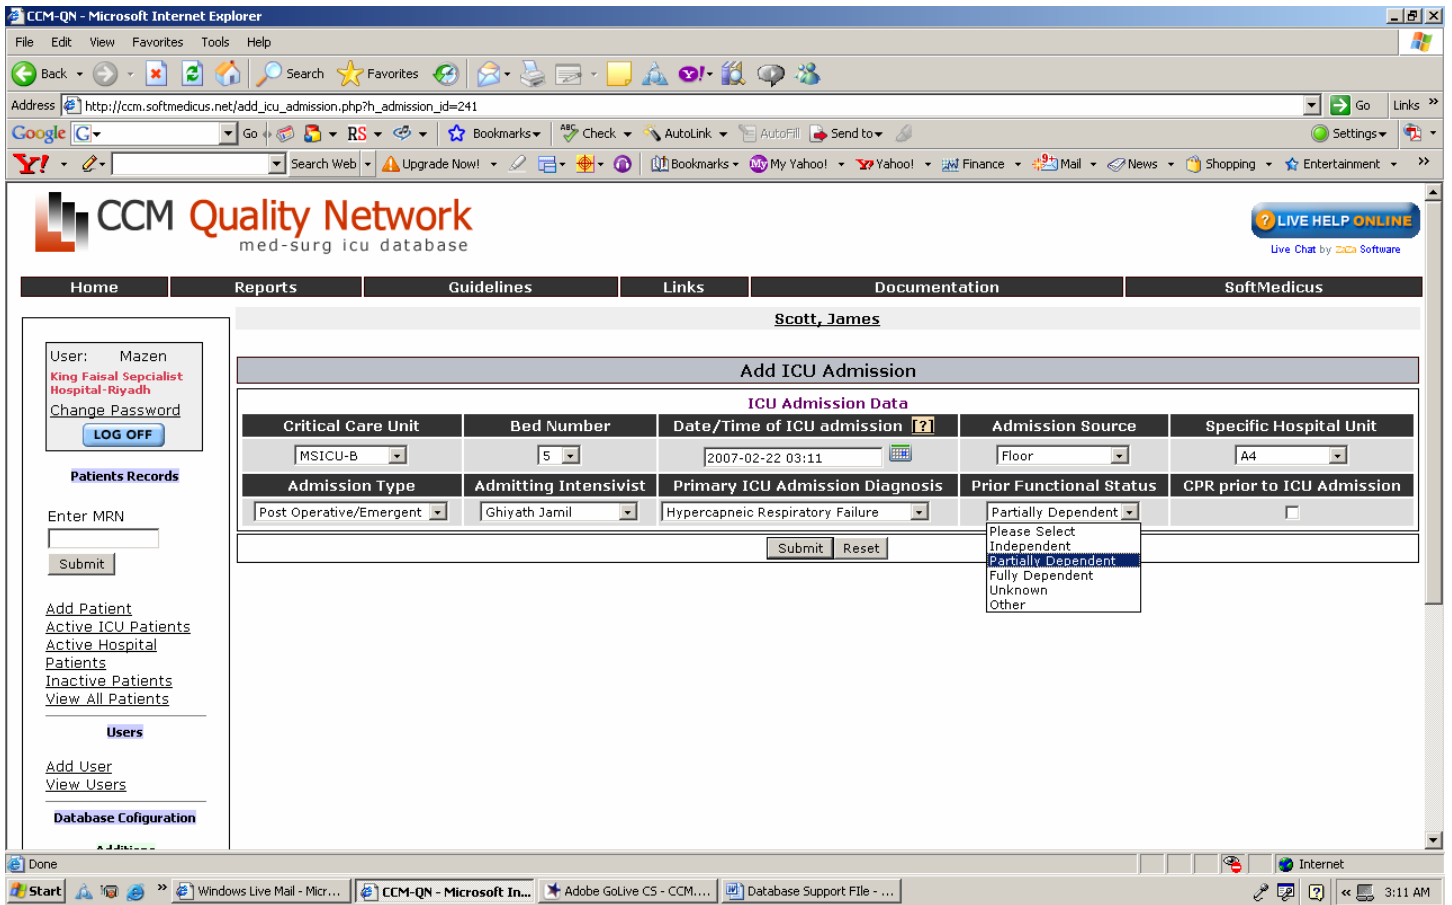 CCM-QN - Microsoft Internet Explorer
File Edit View Favorites Tools Help
Back Search Favorites
Address http://ccm.softmedicus.net/add_icu_admission.php?h_admission_id=241 Go Links »
Google G Go RS Bookmarks ABC Check AutoLink AutoFill Send to Settings
Y! Search Web Upgrade Now! Bookmarks My Yahoo! Yahoo! Finance 9+ Mail News Shopping Entertainment »
CCM Quality Network
med-surg icu database
? LIVE HELP ONLINE
Live Chat by Software
Home Reports Guidelines Links Documentation SoftMedicus
Scott, James
User: Mazen
King Faisal Sepcialist
Hospital-Riyadh
Change Password
LOG OFF
Patients Records
Enter MRN
Submit
Add Patient
Active ICU Patients
Active Hospital
Patients
Inactive Patients
View All Patients
Users
Add User
View Users
Database Cofiguration
Additions
Add ICU Admission
ICU Admission Data
Critical Care Unit Bed Number Date/Time of ICU admission [?] Admission Source Specific Hospital Unit
MSICU-B 5 2007-02-22 03:11 Floor A4
Admission Type Admitting Intensivist Primary ICU Admission Diagnosis Prior Functional Status CPR prior to ICU Admission
Post Operative/Emergent Ghiyath Jamil Hypercapneic Respiratory Failure Partially Dependent
Please Select
Independent
Partially Dependent
Fully Dependent
Unknown
Other
Submit Reset
Done Internet
Start » Windows Live Mail - Micr... CCM-QN - Microsoft In... Adobe GoLive CS - CCM.... Database Support FIle - ... « 3:11 AM